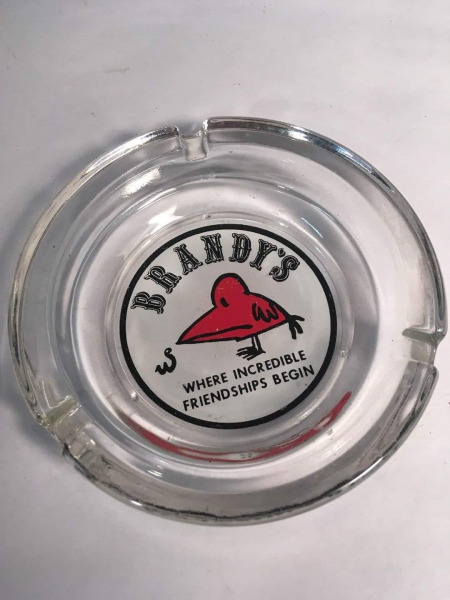 BRANDY'S
WHERE INCREDIBLE
FRIENDSHIPS BEGIN